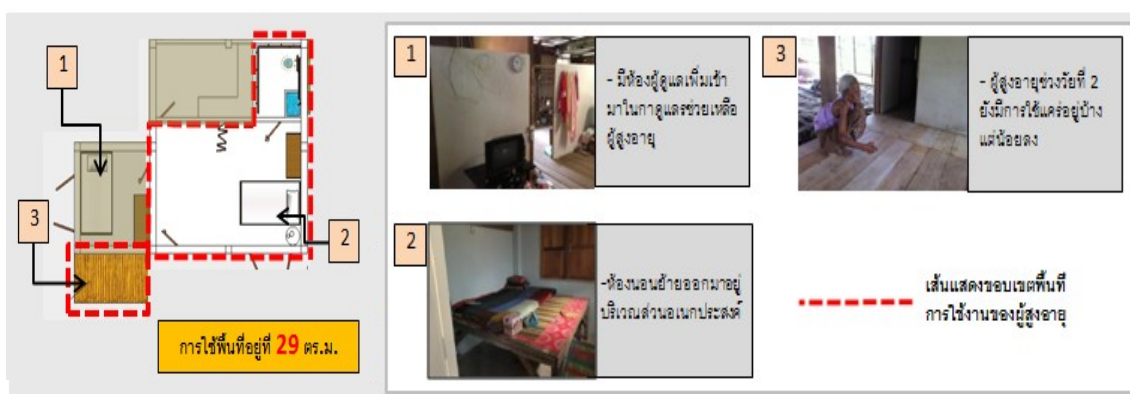 1
3
2
การใช้พื้นที่อยู่ที่ 29 ตร.ม.
1
- มีห้องผู้ดูแลเพิ่มเข้า
มาในกาดูแลรช่วยเหลือ
ผู้สูงอายุ
2
-ห้องนอนย้ายออกมาอยู่
บริเวณส่วนอเนกประสงค์
3
- ผู้สูงอายุช่วงวัยที่ 2
ยังมีการใช้แคร่อยู่บ้าง
แต่น้อยลง
เส้นแสดงขอบเขตพื้นที่
การใช้งานของผู้สูงอายุ